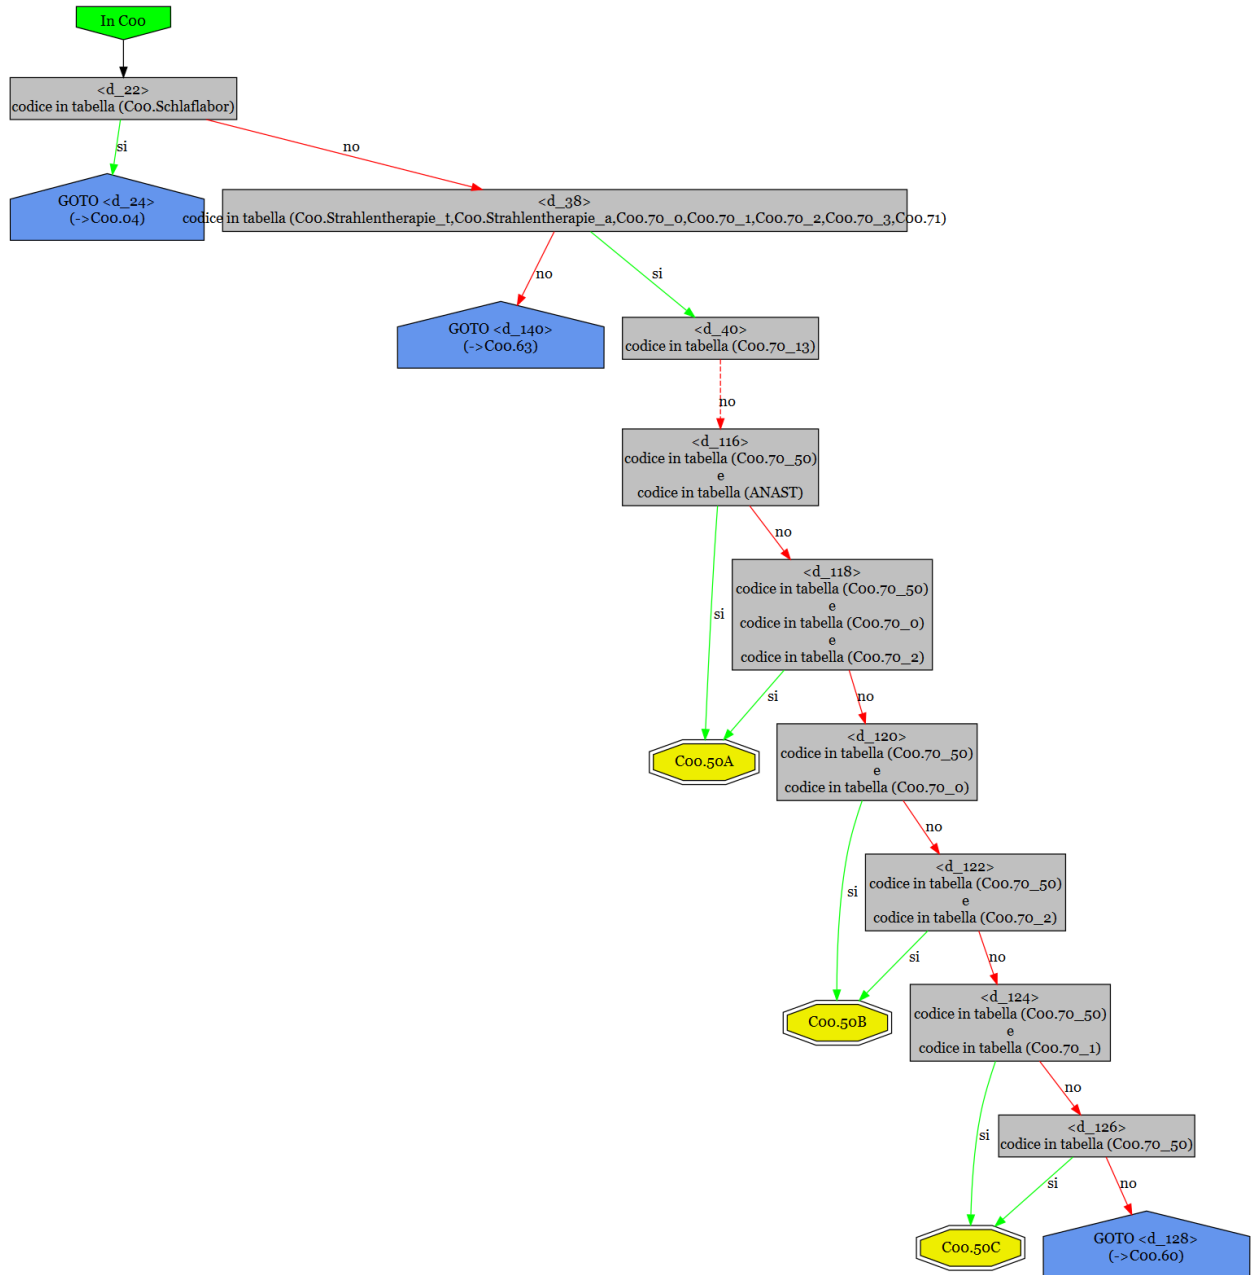 In C00
<d_22>
codice in tabella (C00.Schlaflabor)
si
no
GOTO <d_24>
(->C00.04)
<d_38>
codice in tabella (C00.Strahlentherapie_t,C00.Strahlentherapie_a,C00.70_0,C00.70_1,C00.70_2,C00.70_3,C00.71)
no
si
GOTO <d_140>
(->C00.63)
<d_40>
codice in tabella (C00.70_13)
no
<d_116>
codice in tabella (C00.70_50)
e
codice in tabella (ANAST)
no
si
<d_118>
codice in tabella (C00.70_50)
e
codice in tabella (C00.70_0)
e
codice in tabella (C00.70_2)
si
no
C00.50A
<d_120>
codice in tabella (C00.70_50)
e
codice in tabella (C00.70_0)
no
si
<d_122>
codice in tabella (C00.70_50)
e
codice in tabella (C00.70_2)
si
no
C00.50B
<d_124>
codice in tabella (C00.70_50)
e
codice in tabella (C00.70_1)
no
si
<d_126>
codice in tabella (C00.70_50)
si
no
C00.50C
GOTO <d_128>
(->C00.60)